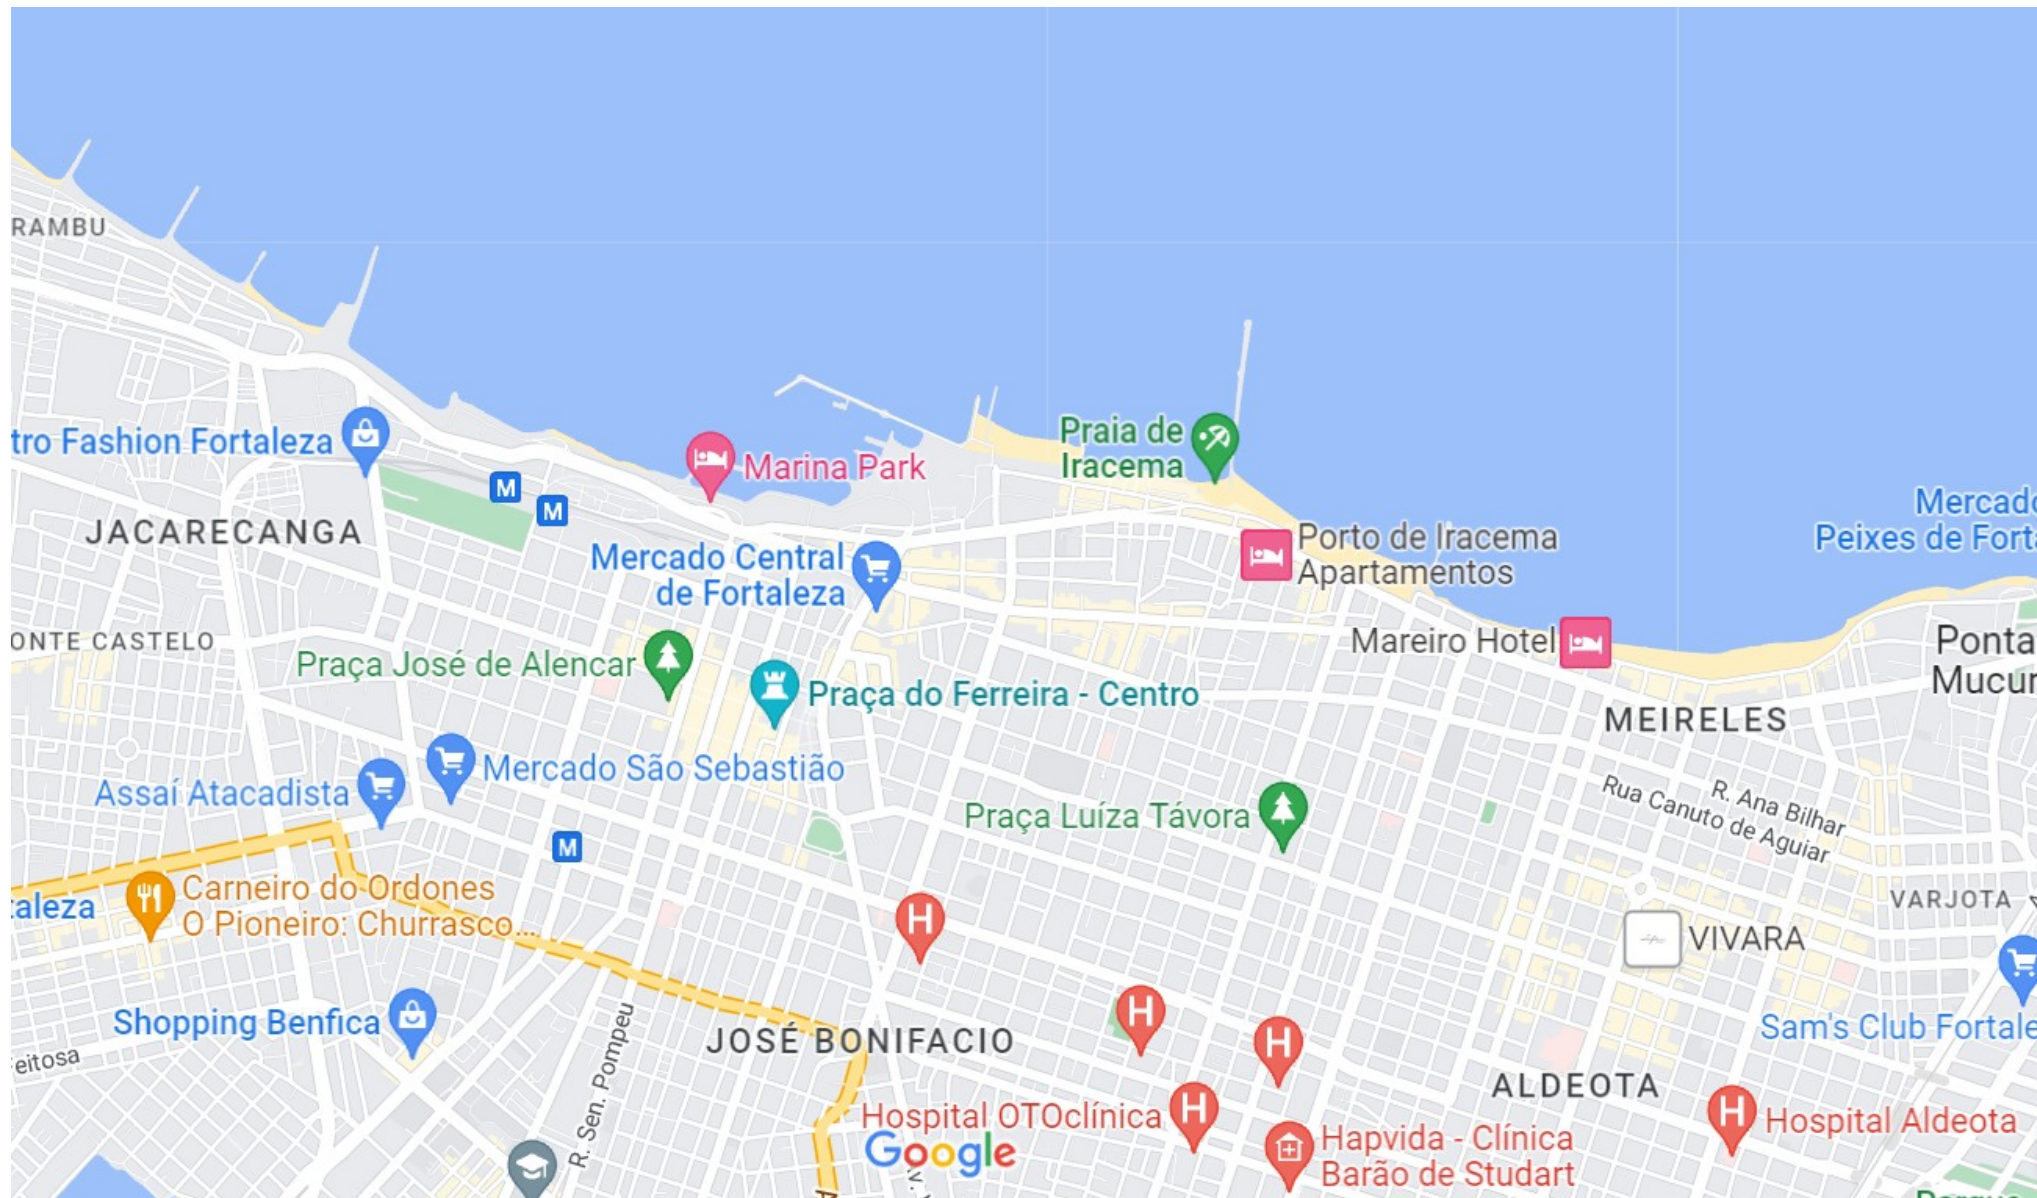 RAMBU
tro Fashion Fortaleza
M
M
Marina Park
Praia de
Iracema
JACARECANGA
Mercado Central
de Fortaleza
Porto de Iracema
Apartamentos
Mercado
Peixes de Forta
ONTE CASTELO
Praça José de Alencar
Mareiro Hotel
Ponta
Mucur
Praça do Ferreira - Centro
MEIRELES
Mercado São Sebastião
Assaí Atacadista
R. Ana Bilhar
Rua Canuto de Aguiar
Praça Luíza Távora
M
Carneiro do Ordones
O Pioneiro: Churrasco...
aleza
H
VARJOTA
VIVARA
Shopping Benfica
eitosa
R. Sen. Pompeu
JOSÉ BONIFACIO
H
H
Sam's Club Fortale
ALDEOTA
Hospital OTOclínica
H
H
Hospital Aldeota
Google
Hapvida - Clínica
Barão de Studart